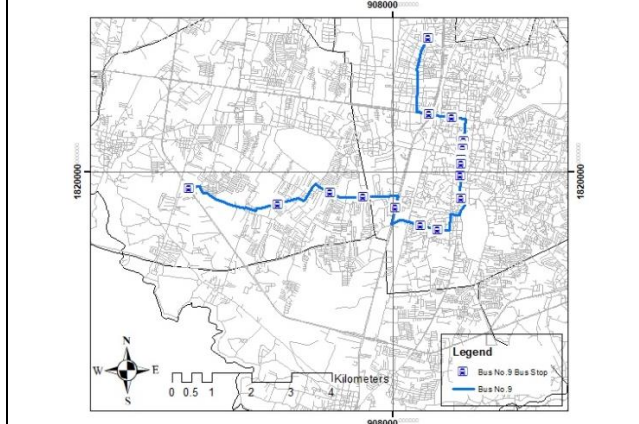 908000
1820000
1820000
Legend
Bus No.9 Bus Stop
Bus No.9
N
W E
S
Kilometers
0 0.5 1 2 3 4
908000